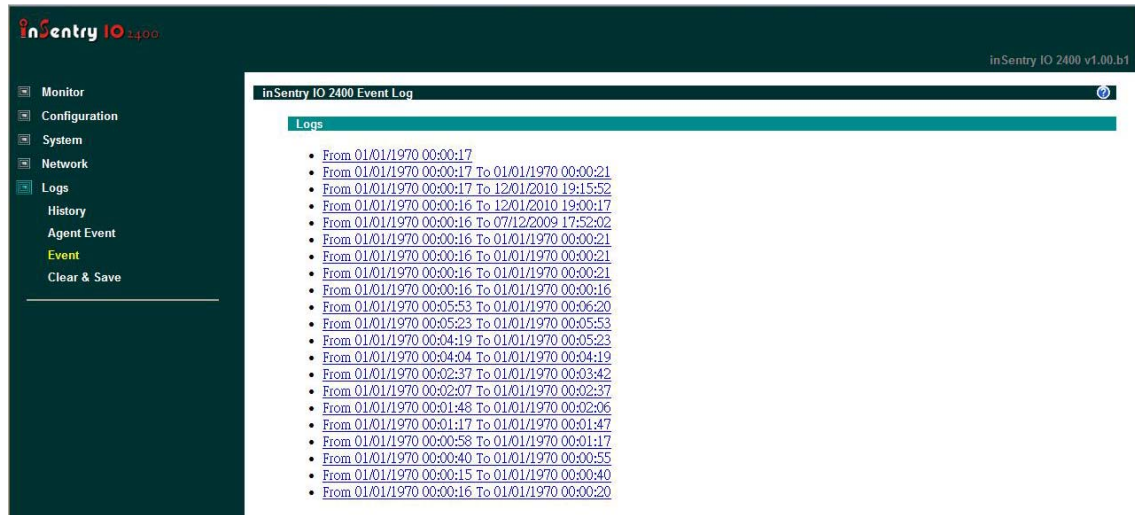 inSentry IO 2400
inSentry IO 2400 v1.00.b1
Monitor
Configuration
System
Network
Logs
History
Agent Event
Event
Clear & Save
inSentry IO 2400 Event Log
?
Logs
From 01/01/1970 00:00:17
From 01/01/1970 00:00:17 To 01/01/1970 00:00:21
From 01/01/1970 00:00:17 To 12/01/2010 19:15:52
From 01/01/1970 00:00:16 To 12/01/2010 19:00:17
From 01/01/1970 00:00:16 To 07/12/2009 17:52:02
From 01/01/1970 00:00:16 To 01/01/1970 00:00:21
From 01/01/1970 00:00:16 To 01/01/1970 00:00:21
From 01/01/1970 00:00:16 To 01/01/1970 00:00:21
From 01/01/1970 00:00:16 To 01/01/1970 00:00:16
From 01/01/1970 00:05:53 To 01/01/1970 00:06:20
From 01/01/1970 00:05:23 To 01/01/1970 00:05:53
From 01/01/1970 00:04:19 To 01/01/1970 00:05:23
From 01/01/1970 00:04:04 To 01/01/1970 00:04:19
From 01/01/1970 00:02:37 To 01/01/1970 00:03:42
From 01/01/1970 00:02:07 To 01/01/1970 00:02:37
From 01/01/1970 00:01:48 To 01/01/1970 00:02:06
From 01/01/1970 00:01:17 To 01/01/1970 00:01:47
From 01/01/1970 00:00:58 To 01/01/1970 00:01:17
From 01/01/1970 00:00:40 To 01/01/1970 00:00:55
From 01/01/1970 00:00:15 To 01/01/1970 00:00:40
From 01/01/1970 00:00:16 To 01/01/1970 00:00:20